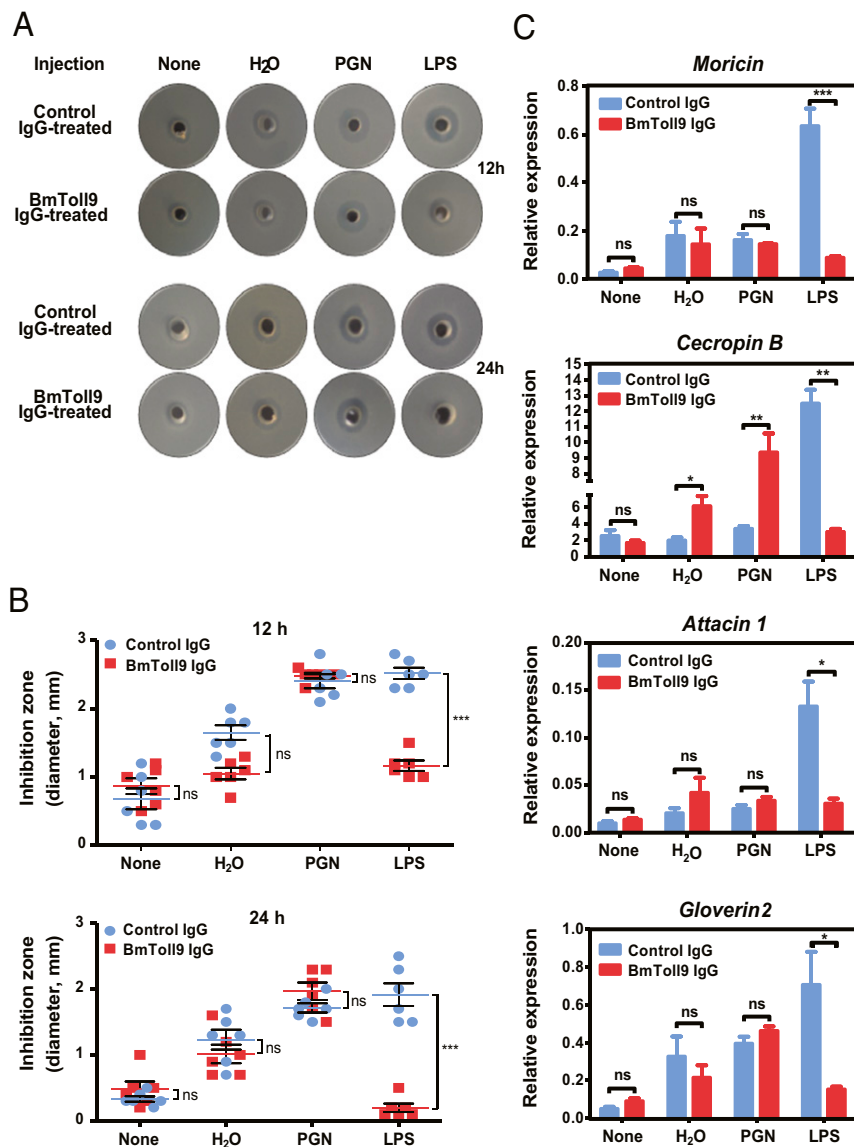 A
Injection None H2O PGN LPS
Control
IgG-treated
12h
BmToll9
IgG-treated
Control
IgG-treated
24h
BmToll9
IgG-treated
B
12 h
Control IgG
BmToll9 IgG
Inhibition zone
(diameter, mm)
3
2
1
0
ns
ns
ns
***
None H2O PGN LPS
24 h
Control IgG
BmToll9 IgG
Inhibition zone
(diameter, mm)
3
2
1
0
ns
ns
ns
***
None H2O PGN LPS
C
Moricin
Control IgG
BmToll9 IgG
Relative expression
0.8
0.6
0.4
0.2
0.0
ns
ns
ns
***
None H2O PGN LPS
Cecropin B
Control IgG
BmToll9 IgG
Relative expression
15
14
13
12
11
10
9
8
6
4
2
0
ns
*
**
**
None H2O PGN LPS
Attacin 1
Control IgG
BmToll9 IgG
Relative expression
0.20
0.15
0.10
0.05
0.00
ns
ns
ns
*
None H2O PGN LPS
Gloverin2
Control IgG
BmToll9 IgG
Relative expression
1.0
0.8
0.6
0.4
0.2
0.0
ns
ns
ns
*
None H2O PGN LPS